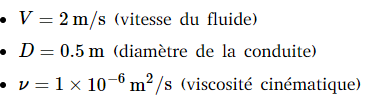 • V = 2 m/s (vitesse du fluide)
• D = 0.5 m (diamètre de la conduite)
• ν = 1 × 10⁻⁶ m²/s (viscosité cinématique)